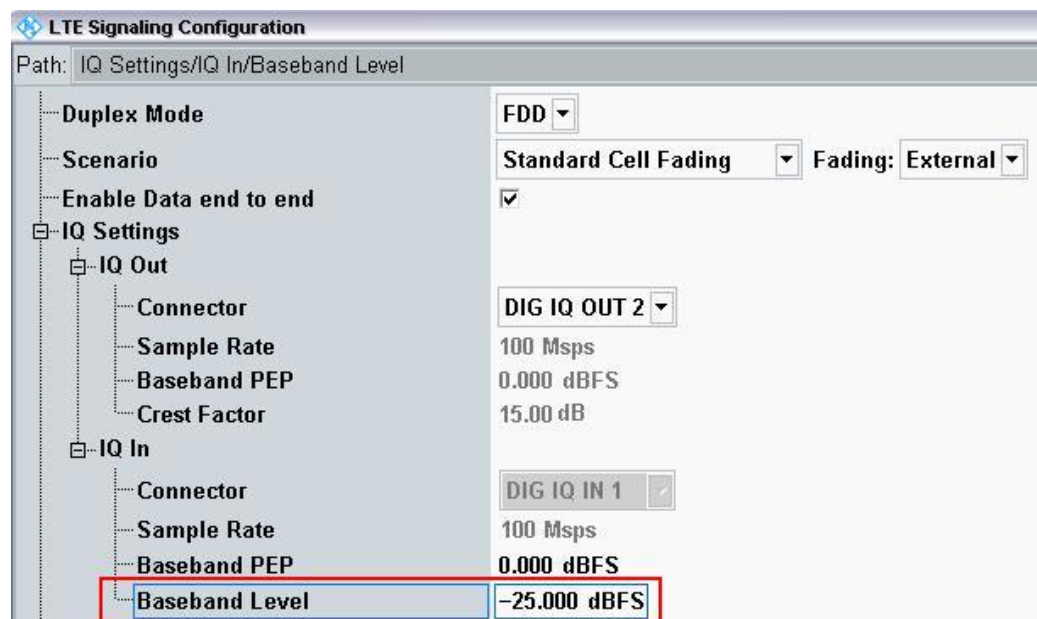 LTE Signaling Configuration
Path: IQ Settings/IQ In/Baseband Level
Duplex Mode FDD
Scenario Standard Cell Fading Fading: External
Enable Data end to end
IQ Settings
IQ Out
Connector DIG IQ OUT 2
Sample Rate 100 Msps
Baseband PEP 0.000 dBFS
Crest Factor 15.00 dB
IQ In
Connector DIG IQ IN 1
Sample Rate 100 Msps
Baseband PEP 0.000 dBFS
Baseband Level -25.000 dBFS